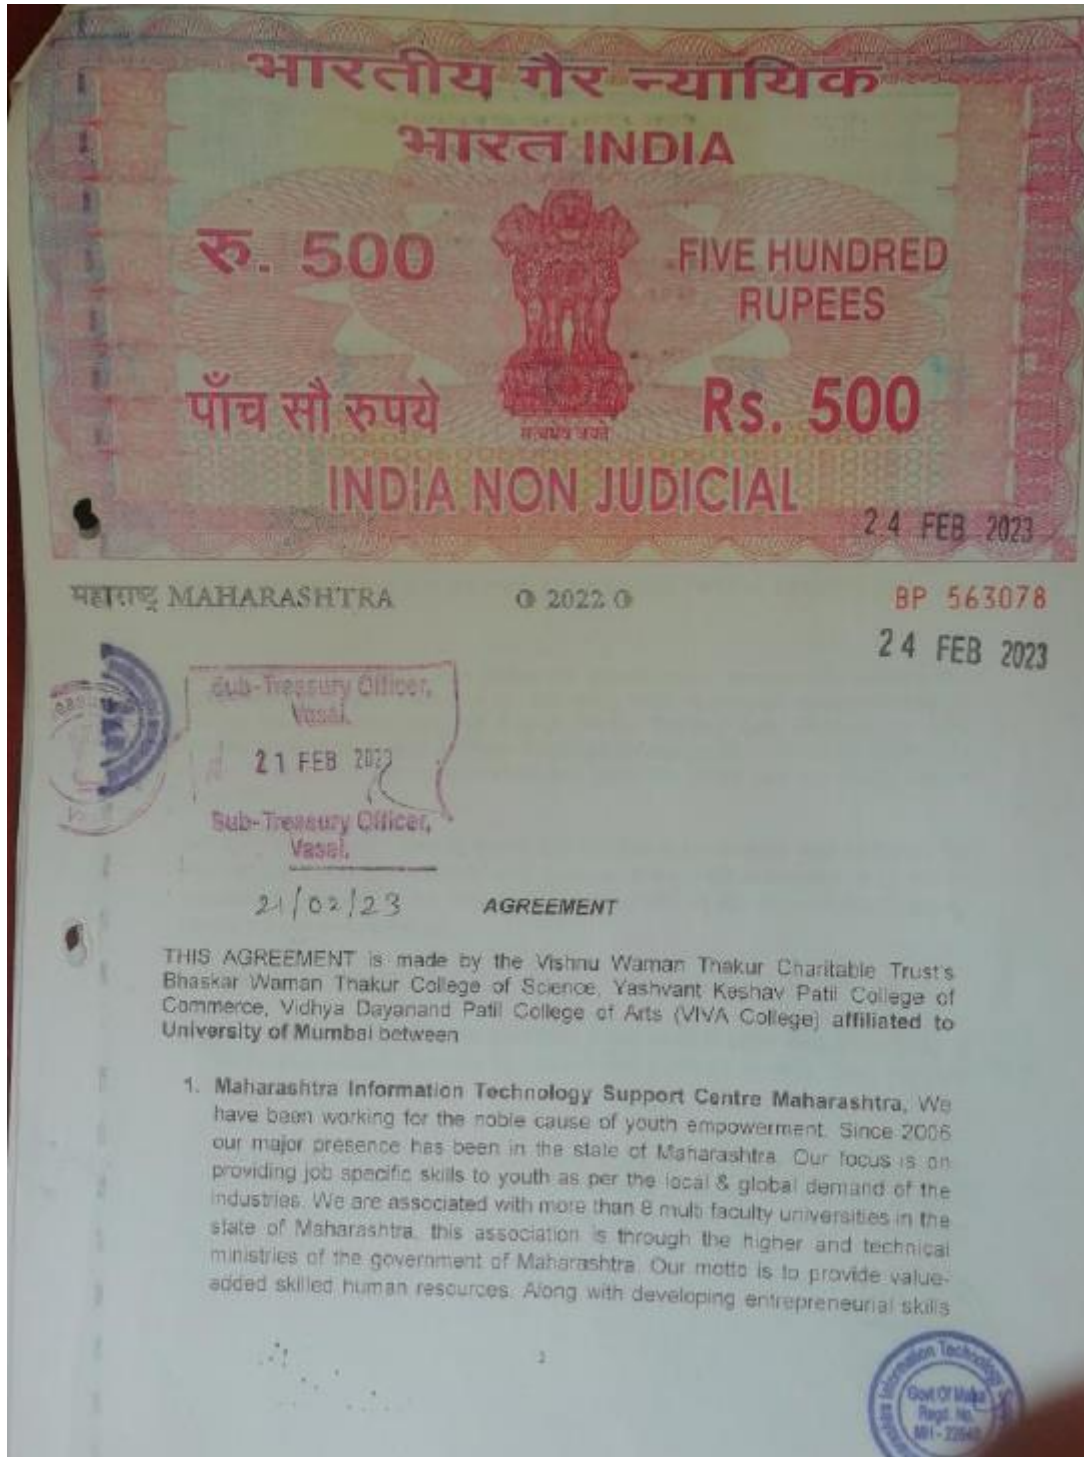 भारतीय गैर न्यायिक
भारत INDIA
रु. 500
FIVE HUNDRED
RUPEES
पाँच सौ रुपये
Rs. 500
सत्यमेव जयते
INDIA NON JUDICIAL
24 FEB 2023
महाराष्ट्र MAHARASHTRA
2022
BP 563078
24 FEB 2023
Sub-Treasury Officer,
Vasai.
21 FEB 2023
Sub-Treasury Officer,
Vasai.
21/02/23
AGREEMENT
THIS AGREEMENT is made by the Vishnu Waman Thakur Charitable Trust's
Bhaskar Waman Thakur College of Science, Yashvant Keshav Patil College of
Commerce, Vidhya Dayanand Patil College of Arts (VIVA College) affiliated to
University of Mumbai between
1. Maharashtra Information Technology Support Centre Maharashtra, We
have been working for the noble cause of youth empowerment. Since 2006
our major presence has been in the state of Maharashtra. Our focus is on
providing job specific skills to youth as per the local & global demand of the
industries. We are associated with more than 8 multi faculty universities in the
state of Maharashtra, this association is through the higher and technical
ministries of the government of Maharashtra. Our motto is to provide value-
added skilled human resources. Along with developing entrepreneurial skills
2
Information Technology
Govt Of Maha
Regd. No.